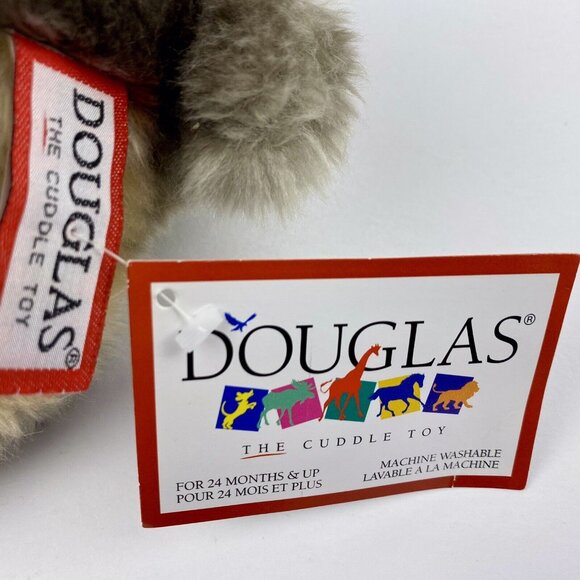 DOUGLAS®
THE CUDDLE TOY
DOUGLAS®
THE CUDDLE TOY
FOR 24 MONTHS & UP
POUR 24 MOIS ET PLUS
MACHINE WASHABLE
LAVABLE A LA MACHINE